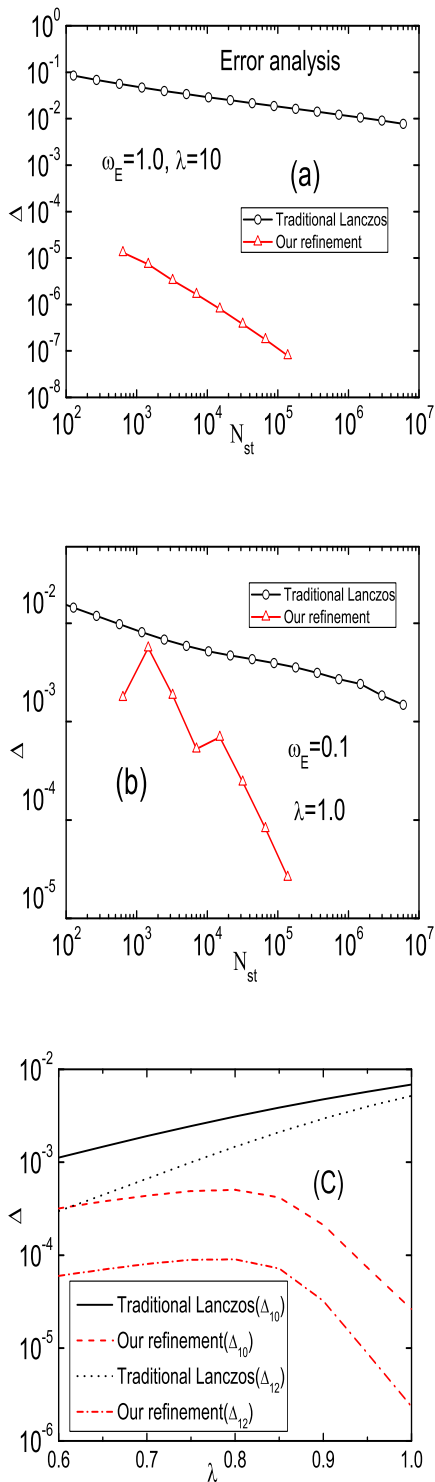 10^0
Error analysis
10^-1
10^-2
ω_E=1.0, λ=10
10^-3
(a)
Δ
10^-4
Traditional Lanczos
Our refinement
10^-5
10^-6
10^-7
10^-8
10^2 10^3 10^4 10^5 10^6 10^7
N_st
Traditional Lanczos
Our refinement
10^-2
10^-3
Δ
ω_E=0.1
(b)
λ=1.0
10^-4
10^-5
10^2 10^3 10^4 10^5 10^6 10^7
N_st
10^-2
10^-3
(C)
Δ
10^-4
Traditional Lanczos(Δ_10)
Our refinement(Δ_10)
10^-5
Traditional Lanczos(Δ_12)
Our refinement(Δ_12)
10^-6
0.6 0.7 0.8 0.9 1.0
λ